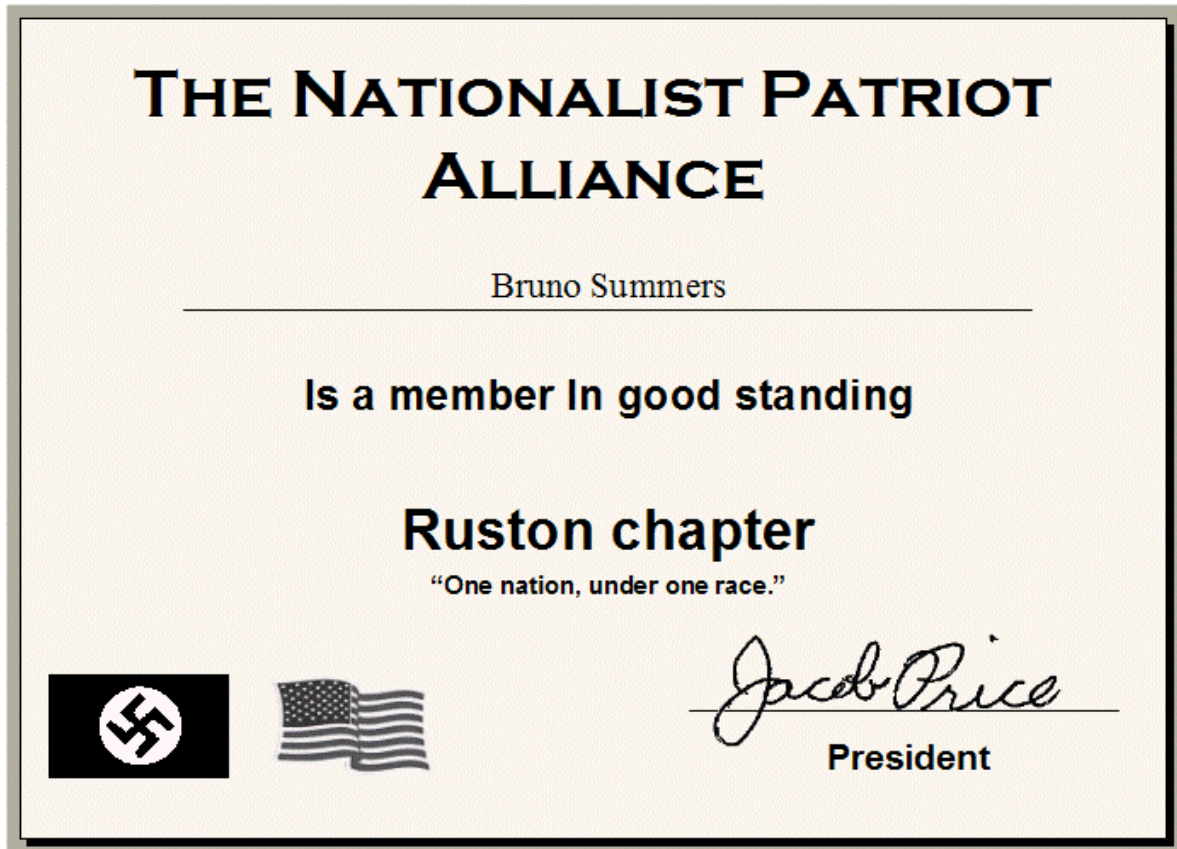 THE NATIONALIST PATRIOT
ALLIANCE
Bruno Summers
Is a member In good standing
Ruston chapter
“One nation, under one race.”
Jacob Price
President